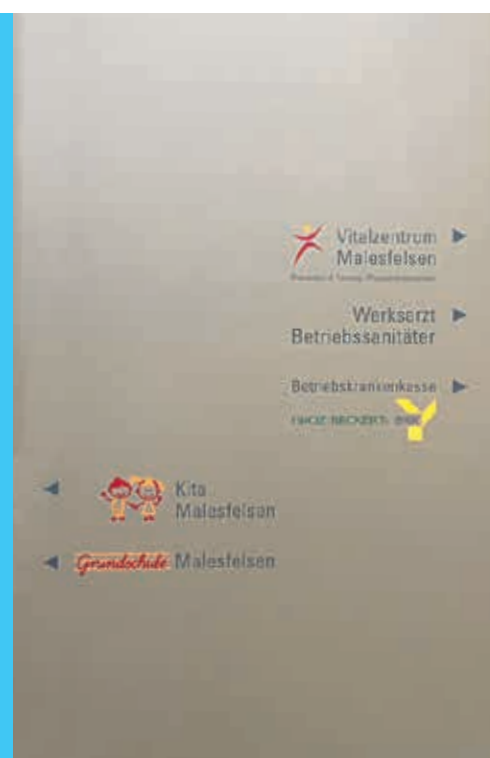 Vitalzentrum
Malesfelsen
Werksarzt
Betriebssanitäter
Betriebskrankenkasse
Kita
Malesfelsen
Grundschule Malesfelsen